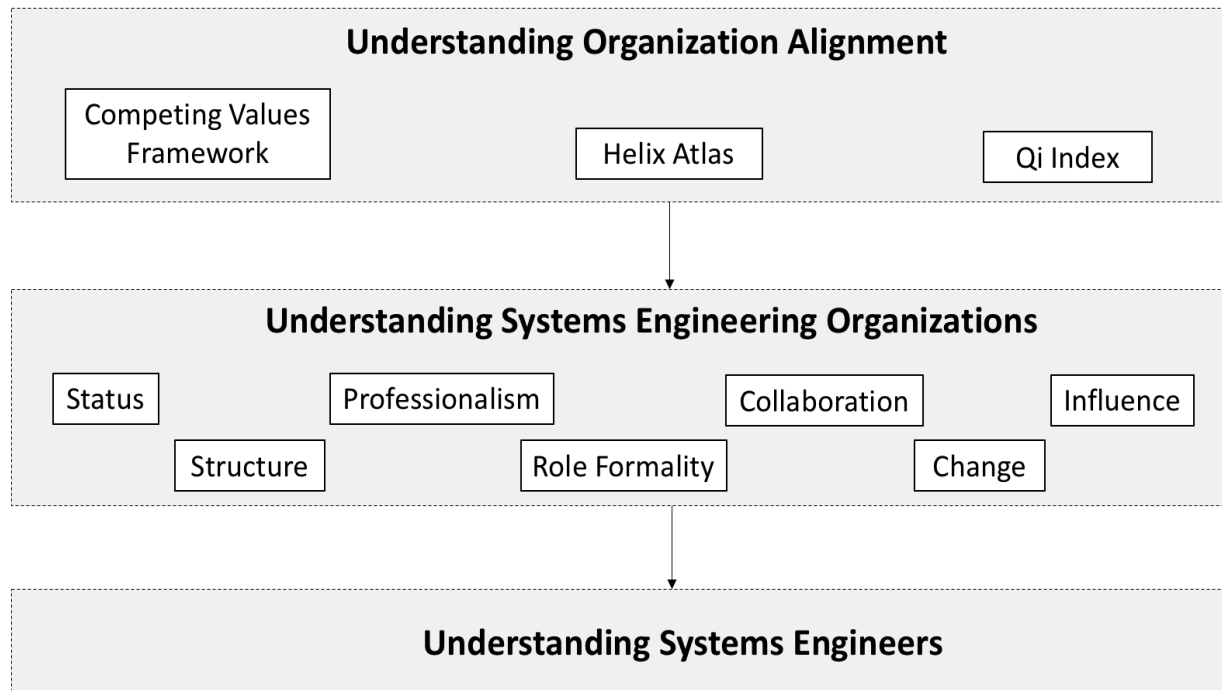 Understanding Organization Alignment
Competing Values
Framework
Helix Atlas
Qi Index
Understanding Systems Engineering Organizations
Status
Professionalism
Collaboration
Influence
Structure
Role Formality
Change
Understanding Systems Engineers